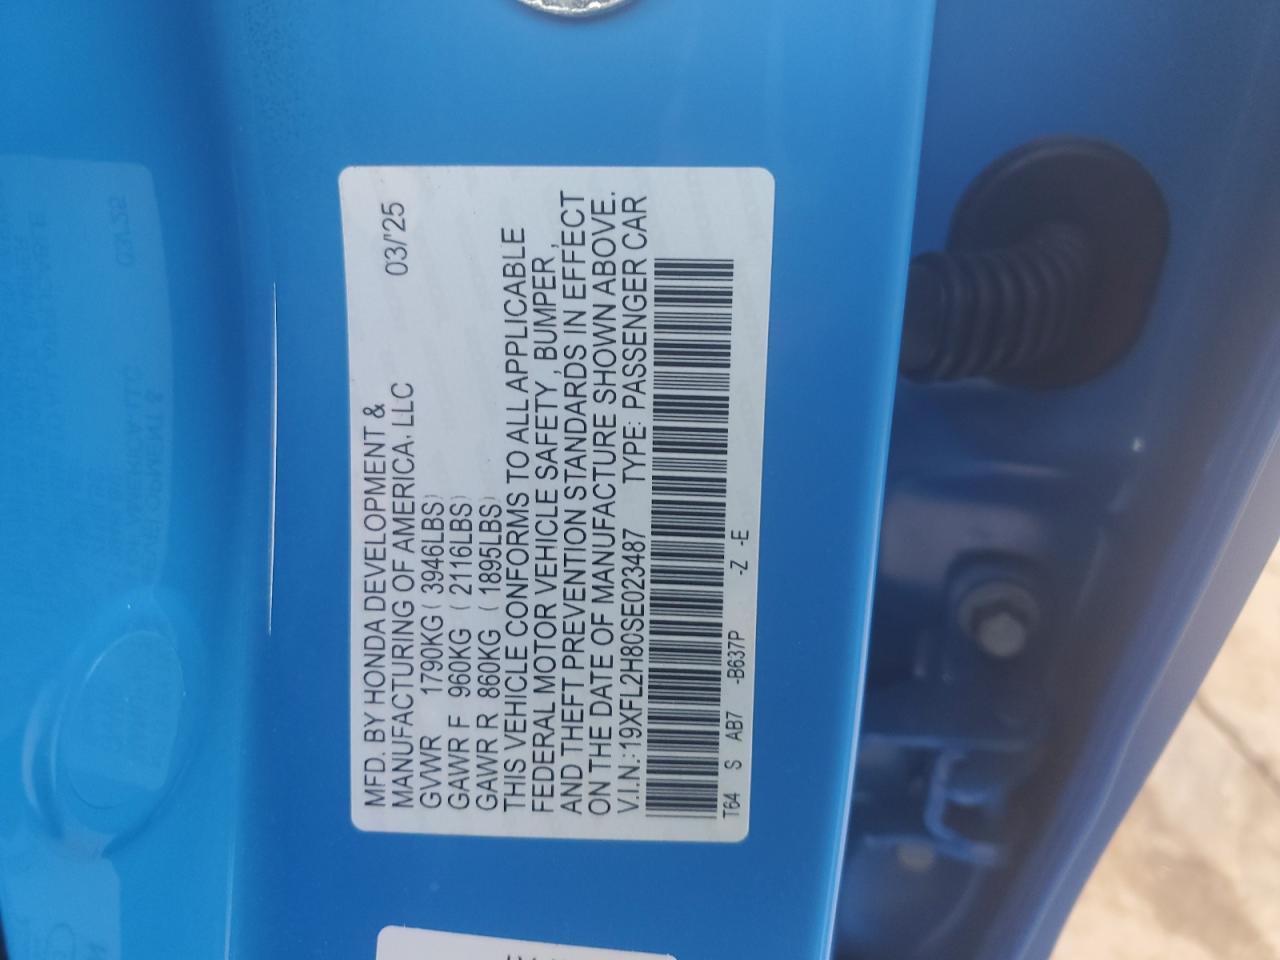 MFD. BY HONDA DEVELOPMENT &
MANUFACTURING OF AMERICA, LLC 03/'25
GVWR 1790KG ( 3946LBS)
GAWR F 960KG ( 2116LBS)
GAWR R 860KG ( 1895LBS)
THIS VEHICLE CONFORMS TO ALL APPLICABLE
FEDERAL MOTOR VEHICLE SAFETY , BUMPER ,
AND THEFT PREVENTION STANDARDS IN EFFECT
ON THE DATE OF MANUFACTURE SHOWN ABOVE.
V.I.N.:19XFL2H80SE023487 TYPE: PASSENGER CAR
T64 S AB7 -B637P -Z -E